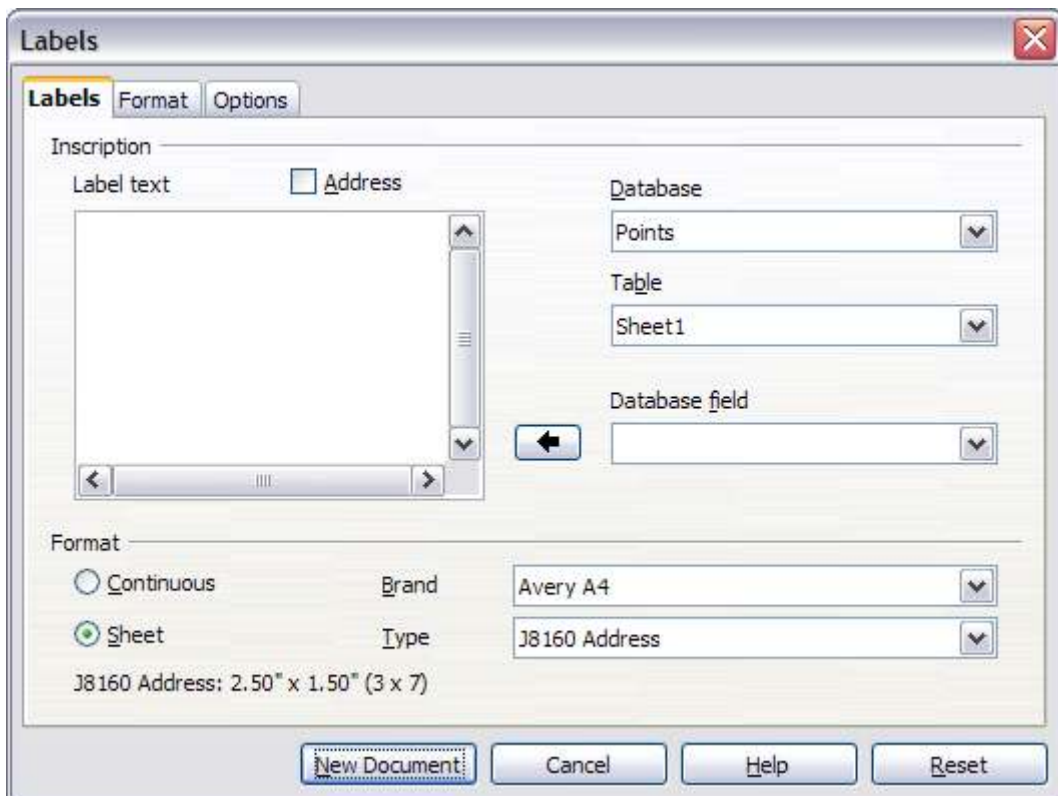 Labels
Labels Format Options
Inscription
Label text Address Database
Points
Table
Sheet1
Database field
Format
Continuous Brand Avery A4
Sheet Type J8160 Address
J8160 Address: 2.50" x 1.50" (3 x 7)
New Document Cancel Help Reset